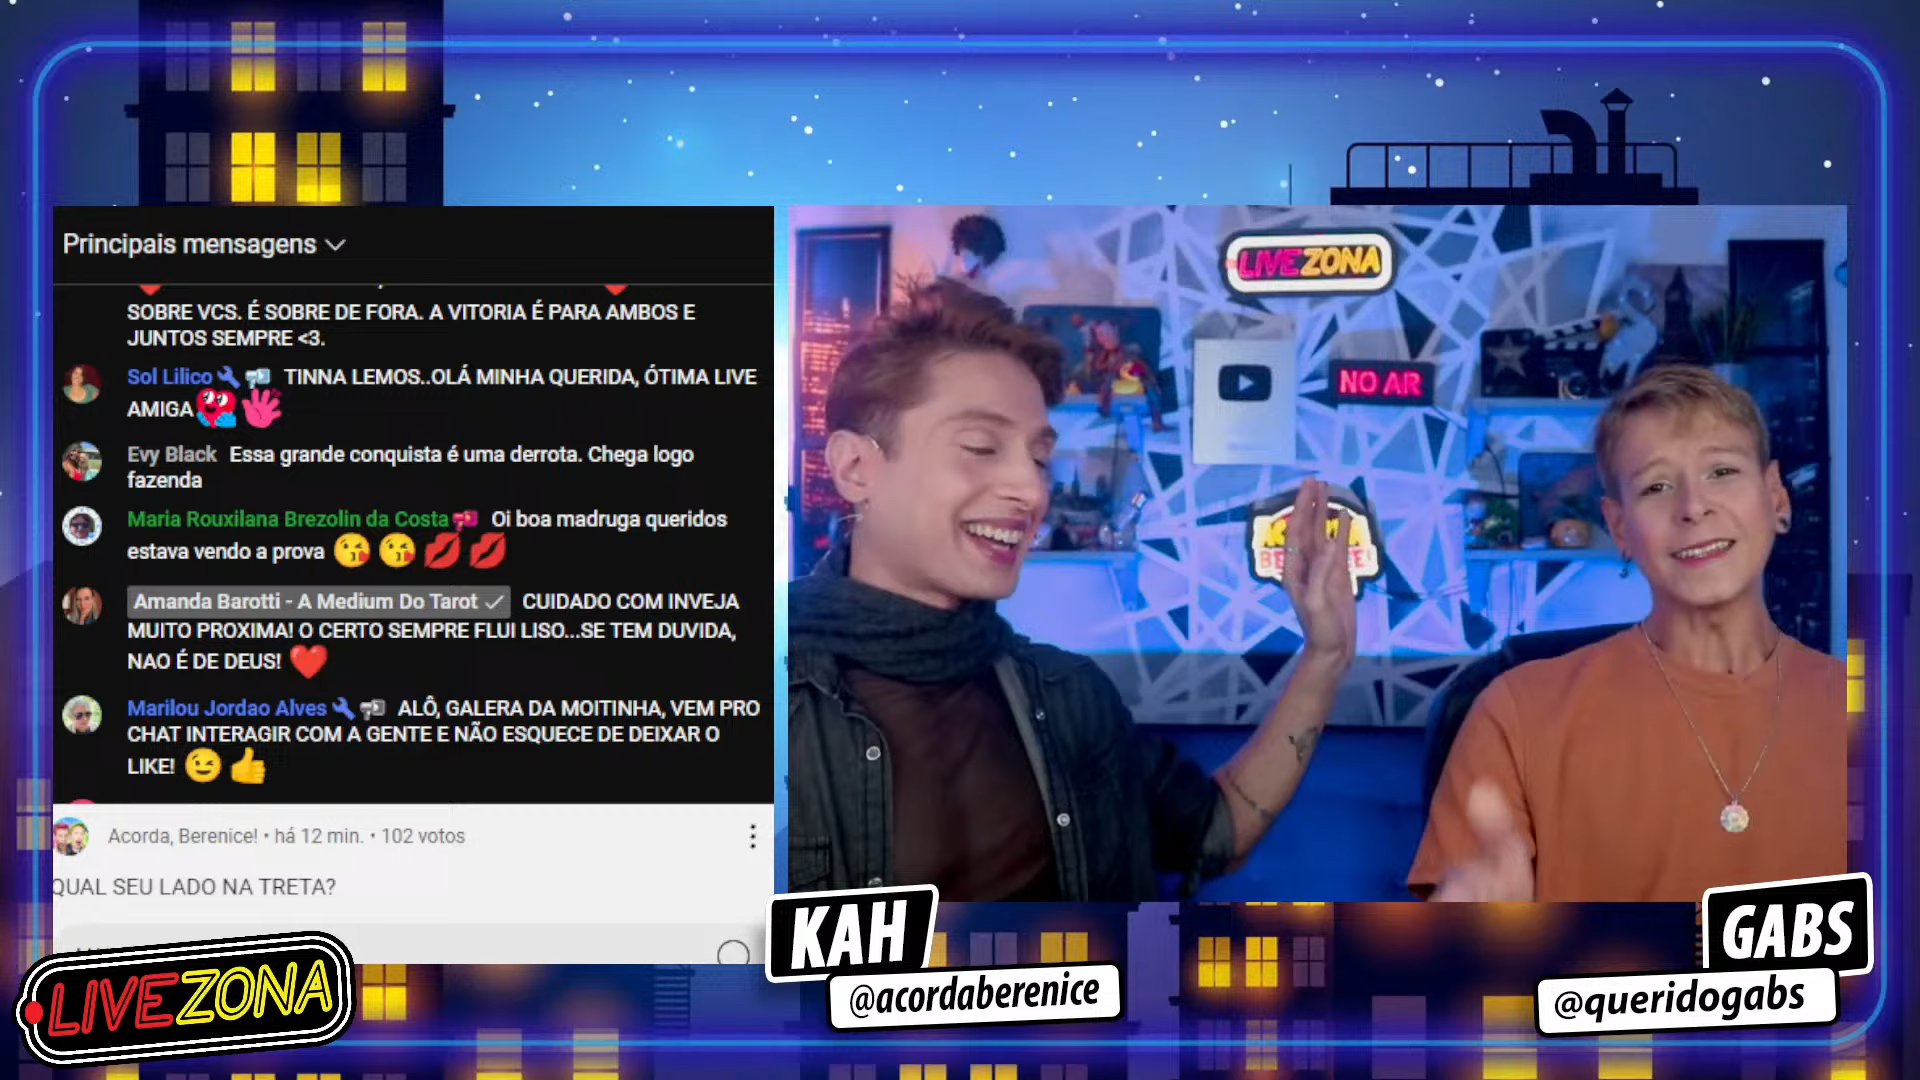 Principais mensagens
SOBRE VCS. É SOBRE DE FORA. A VITORIA É PARA AMBOS E
JUNTOS SEMPRE <3.
Sol Lilico TINNA LEMOS..OLÁ MINHA QUERIDA, ÓTIMA LIVE
AMIGA
Evy Black Essa grande conquista é uma derrota. Chega logo
fazenda
Maria Rouxilana Brezolin da Costa Oi boa madruga queridos
estava vendo a prova
Amanda Barotti - A Medium Do Tarot CUIDADO COM INVEJA
MUITO PROXIMA! O CERTO SEMPRE FLUI LISO...SE TEM DUVIDA,
NAO É DE DEUS!
Marilou Jordao Alves ALÔ, GALERA DA MOITINHA, VEM PRO
CHAT INTERAGIR COM A GENTE E NÃO ESQUECE DE DEIXAR O
LIKE!
Acorda, Berenice! • há 12 min. • 102 votos
QUAL SEU LADO NA TRETA?
LIVEZONA
LIVEZONA
NO AR
KAH
@acordaberenice
GABS
@queridogabs